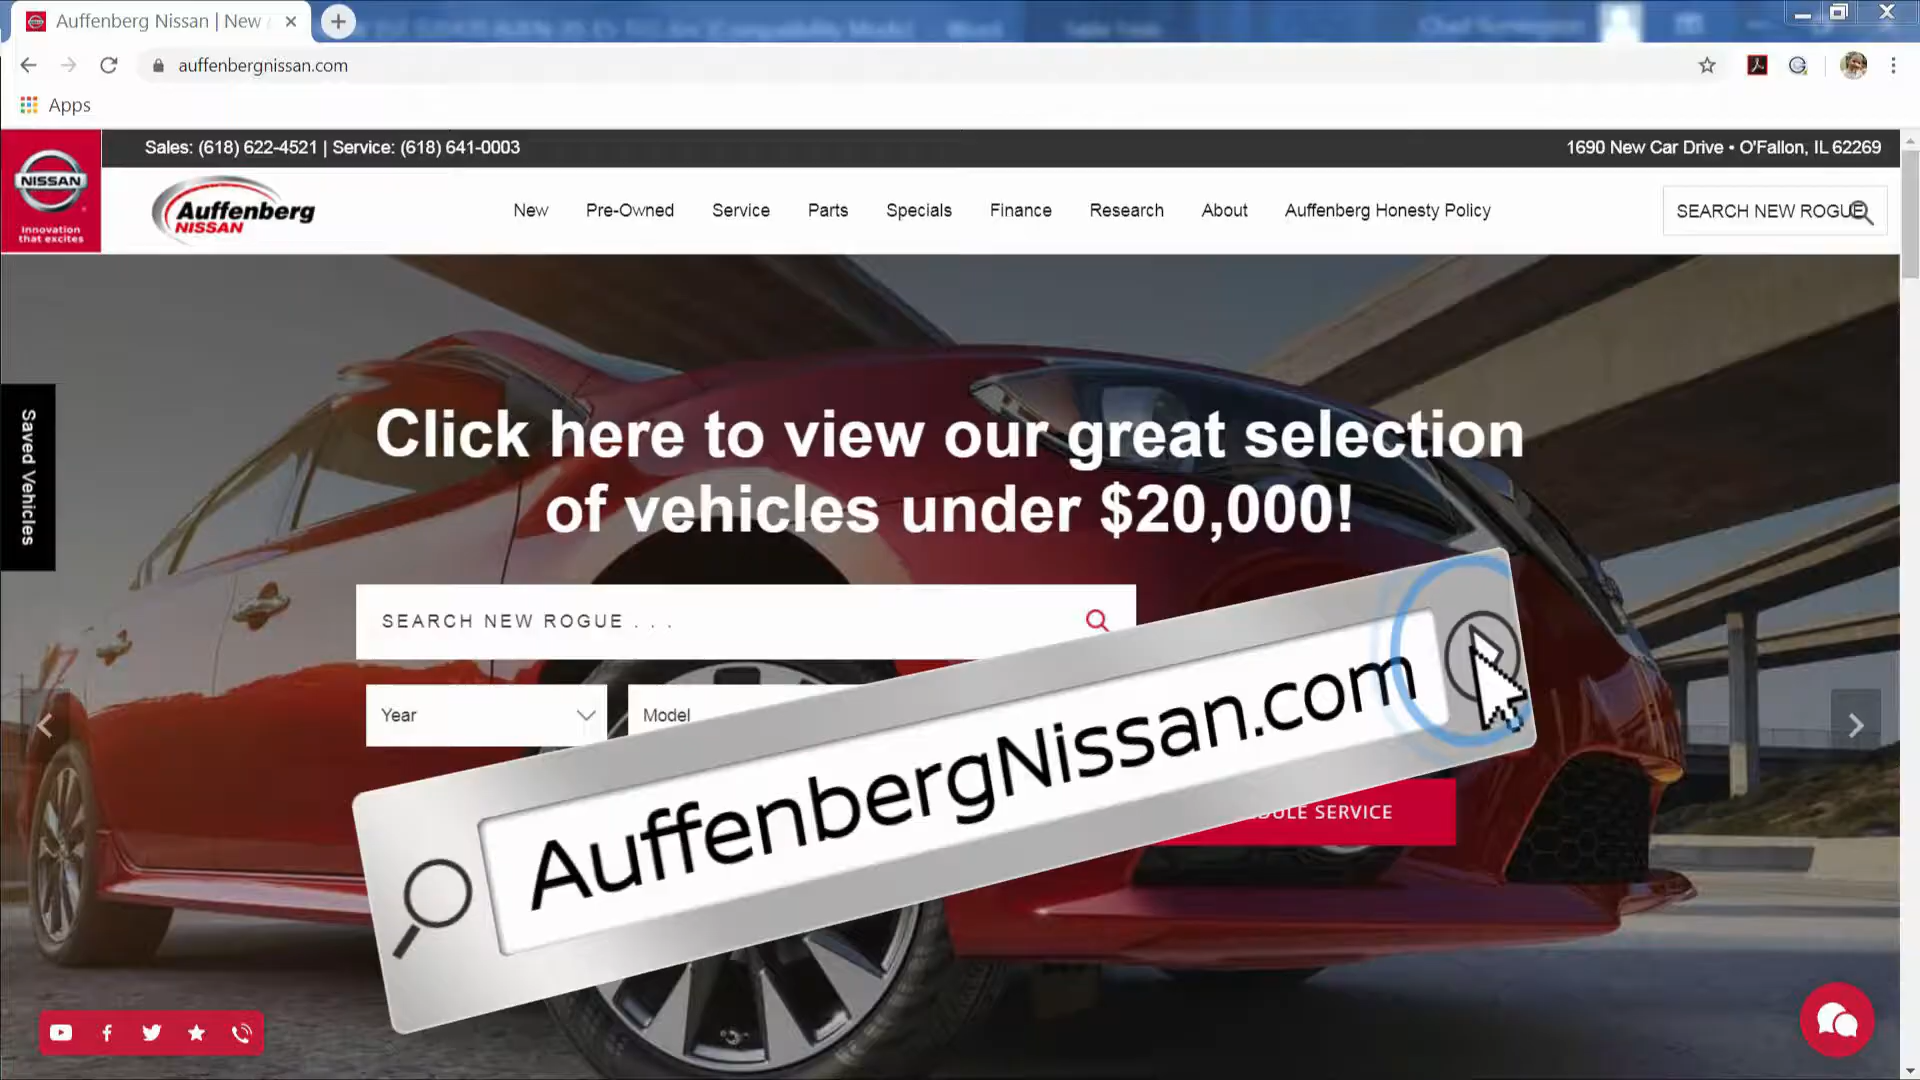 Auffenberg Nissan | New
auffenbergnissan.com
Apps
Sales: (618) 622-4521 | Service: (618) 641-0003
1690 New Car Drive • O'Fallon, IL 62269
NISSAN
Innovation
that excites
Auffenberg
NISSAN
New
Pre-Owned
Service
Parts
Specials
Finance
Research
About
Auffenberg Honesty Policy
SEARCH NEW ROGUE
Saved Vehicles
Click here to view our great selection
of vehicles under $20,000!
SEARCH NEW ROGUE . . .
Year
Model
AuffenbergNissan.com
SERVICE